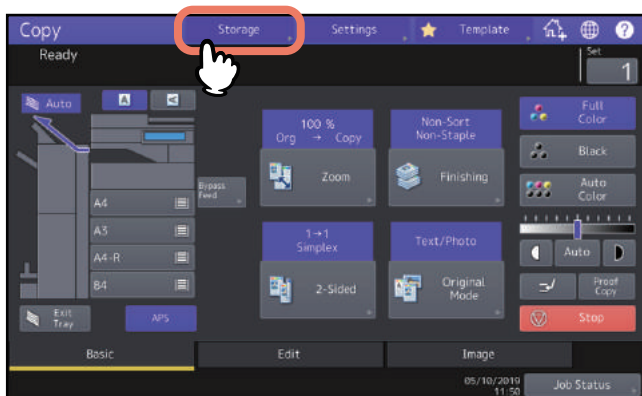 Copy
Storage
Settings
Template
?
Ready
Set
1
Auto
A
A
A4
A3
A4-R
B4
Bypass
Feed
Exit
Tray
APS
100 %
Org → Copy
Zoom
Non-Sort
Non-Staple
Finishing
1→1
Simplex
2-Sided
Text/Photo
Original
Mode
Full
Color
Black
Auto
Color
Auto
Proof
Copy
Stop
Basic
Edit
Image
05/10/2019
11:50
Job Status